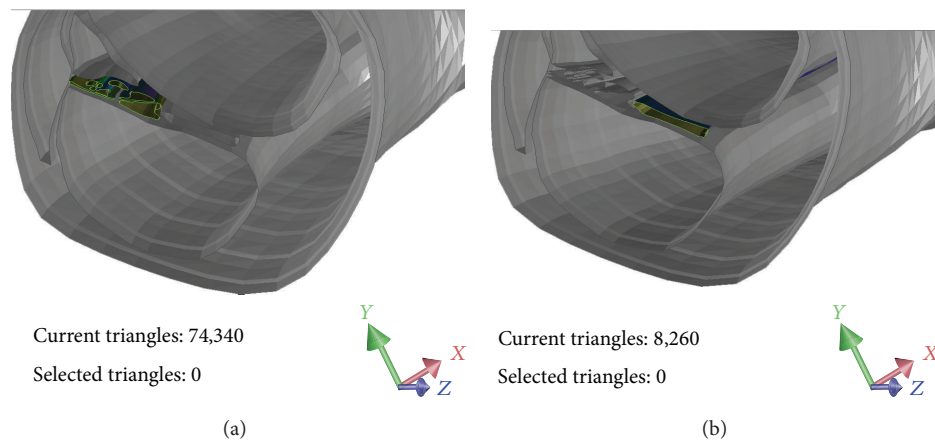 Current triangles: 74,340
Selected triangles: 0
Y
X
Z
(a)
Current triangles: 8,260
Selected triangles: 0
Y
X
Z
(b)